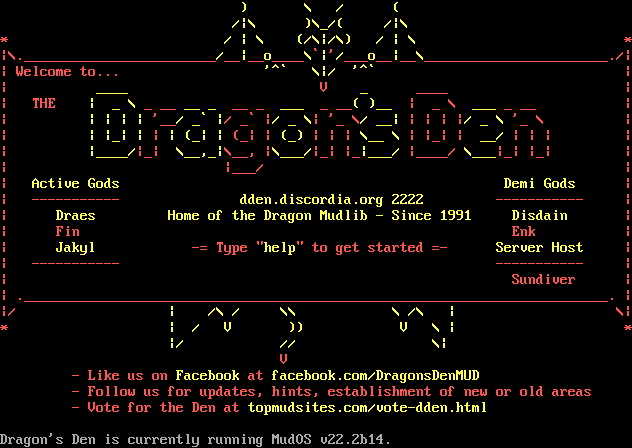 Welcome to...
THE
Dragon's Den
Active Gods
Demi Gods
dden.discordia.org 2222
Draes
Home of the Dragon Mudlib - Since 1991
Disdain
Fin
Enk
Jakyl
-= Type "help" to get started =-
Server Host
Sundiver
- Like us on Facebook at facebook.com/DragonsDenMUD
- Follow us for updates, hints, establishment of new or old areas
- Vote for the Den at topmudsites.com/vote-dden.html
Dragon's Den is currently running MudOS v22.2b14.